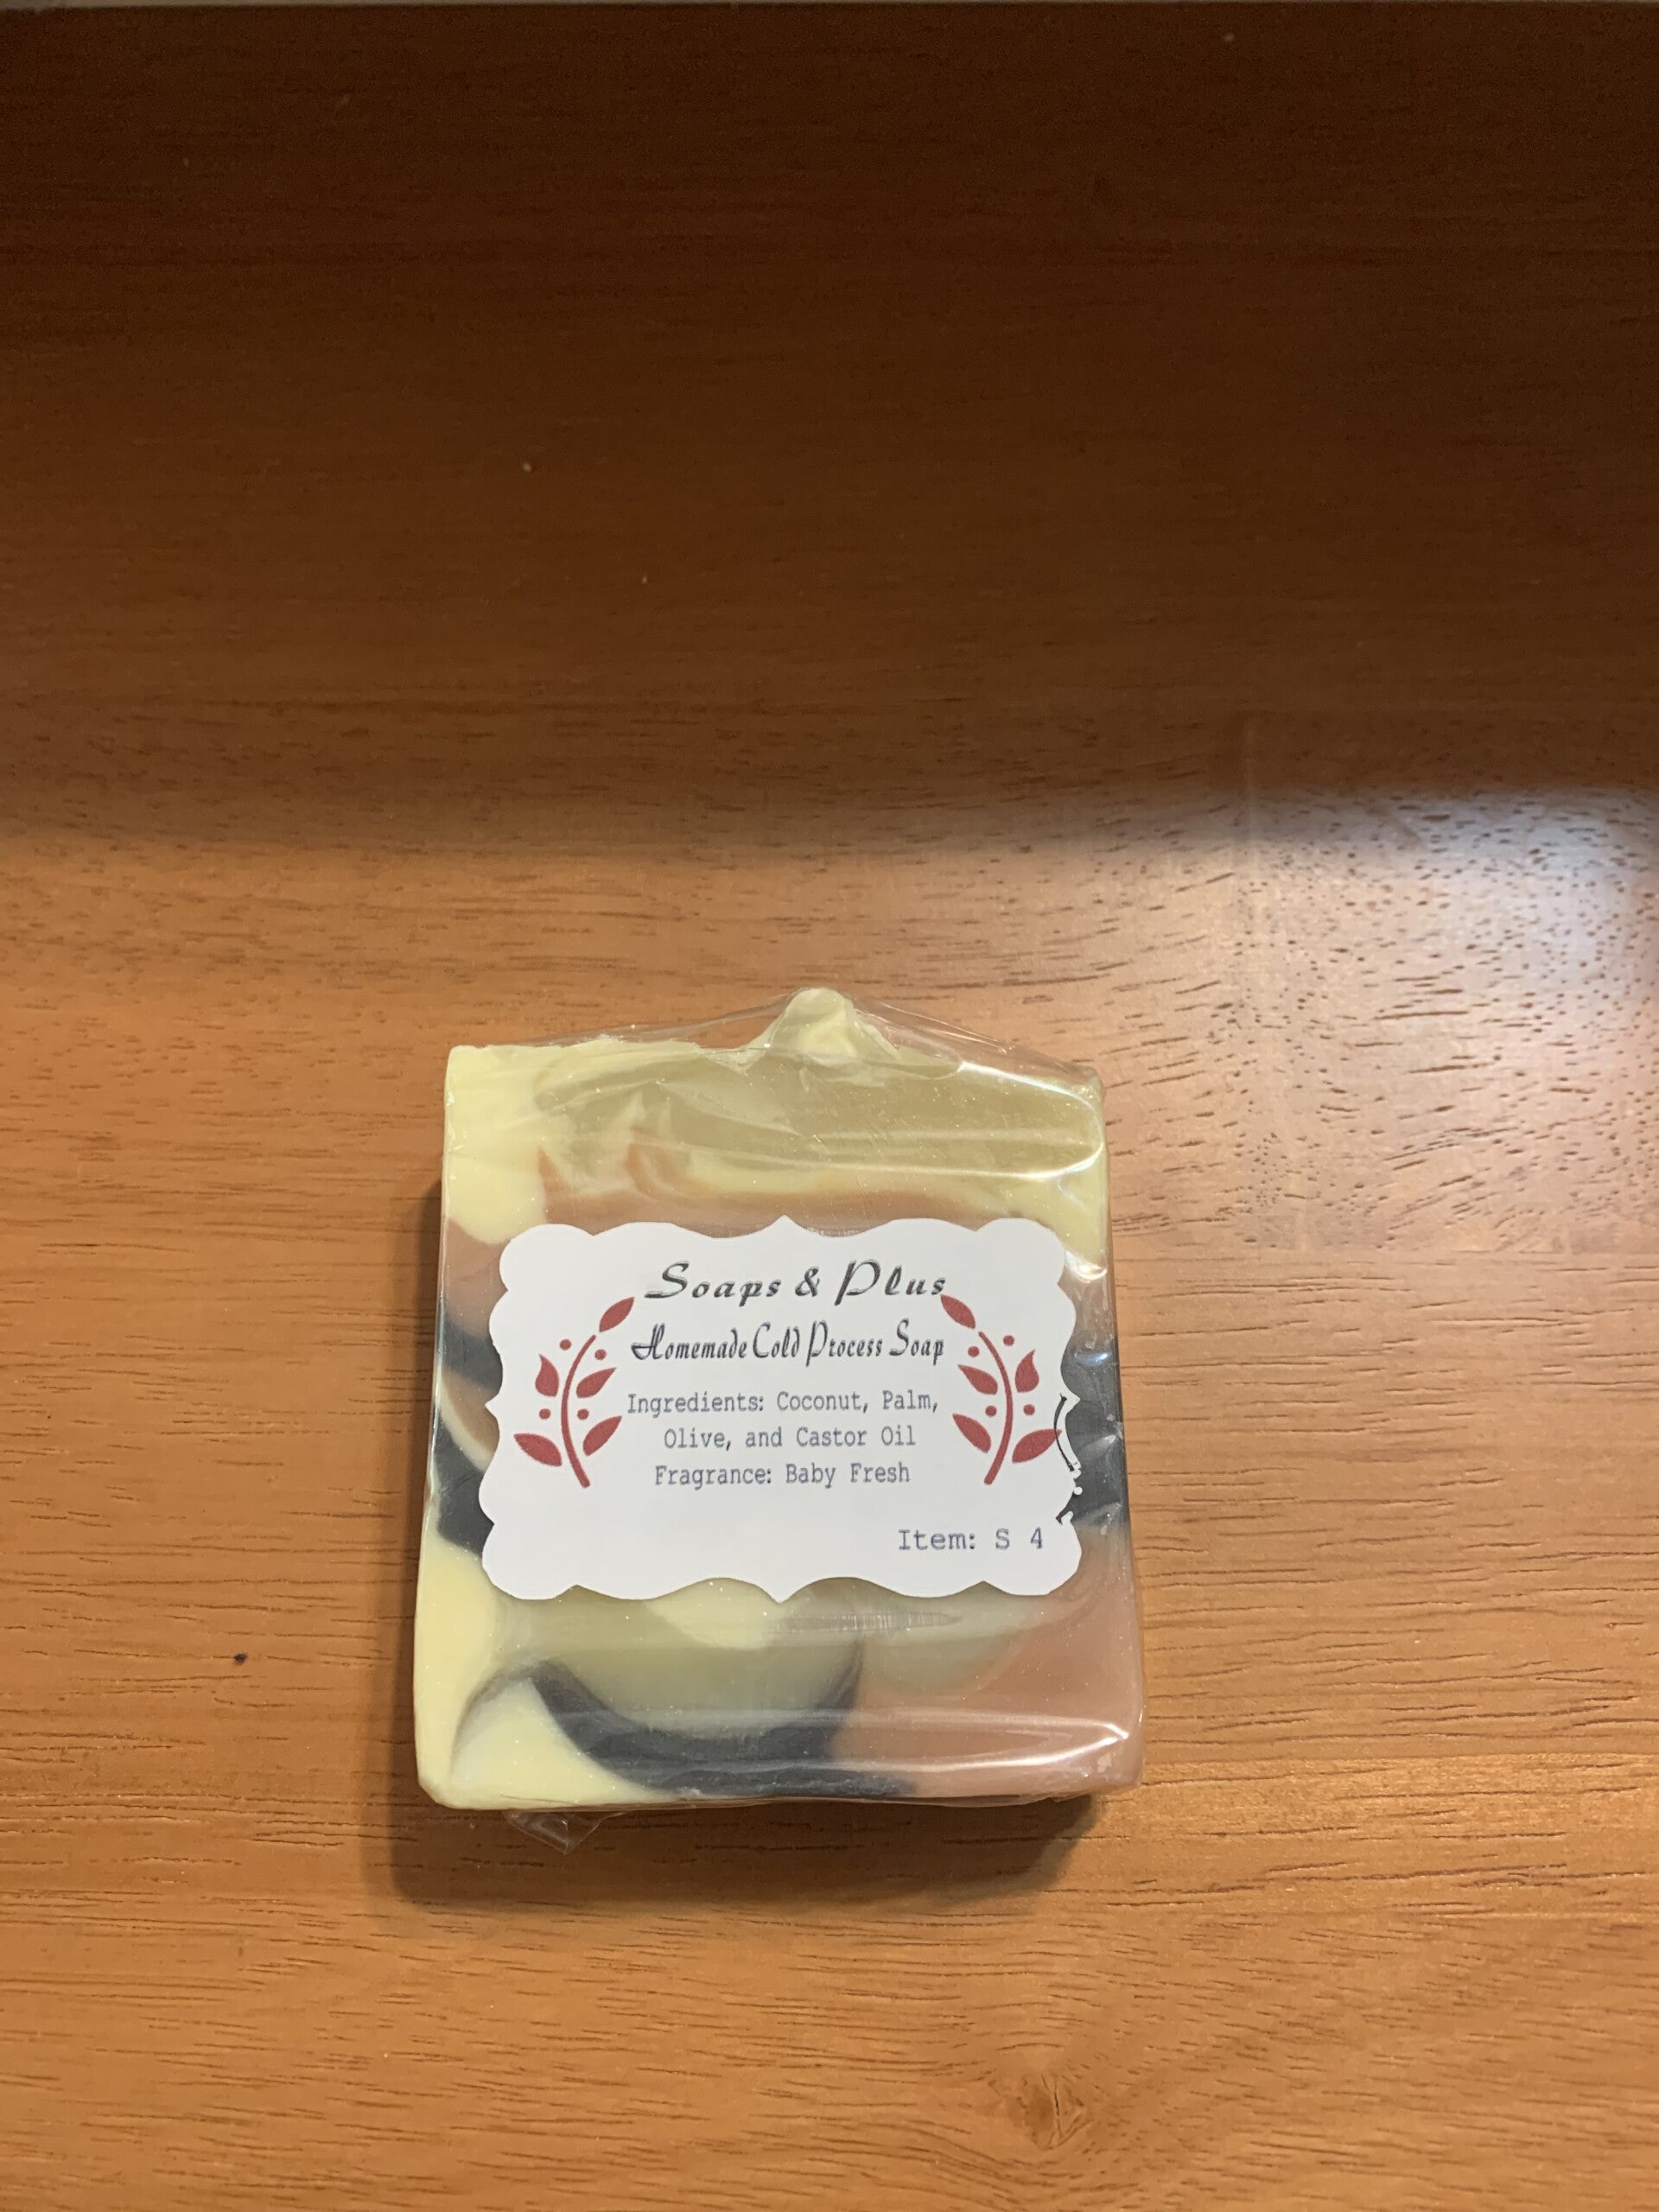 Soaps & Plus
Homemade Cold Process Soap
Ingredients: Coconut, Palm,
Olive, and Castor Oil
Fragrance: Baby Fresh
Item: S 4